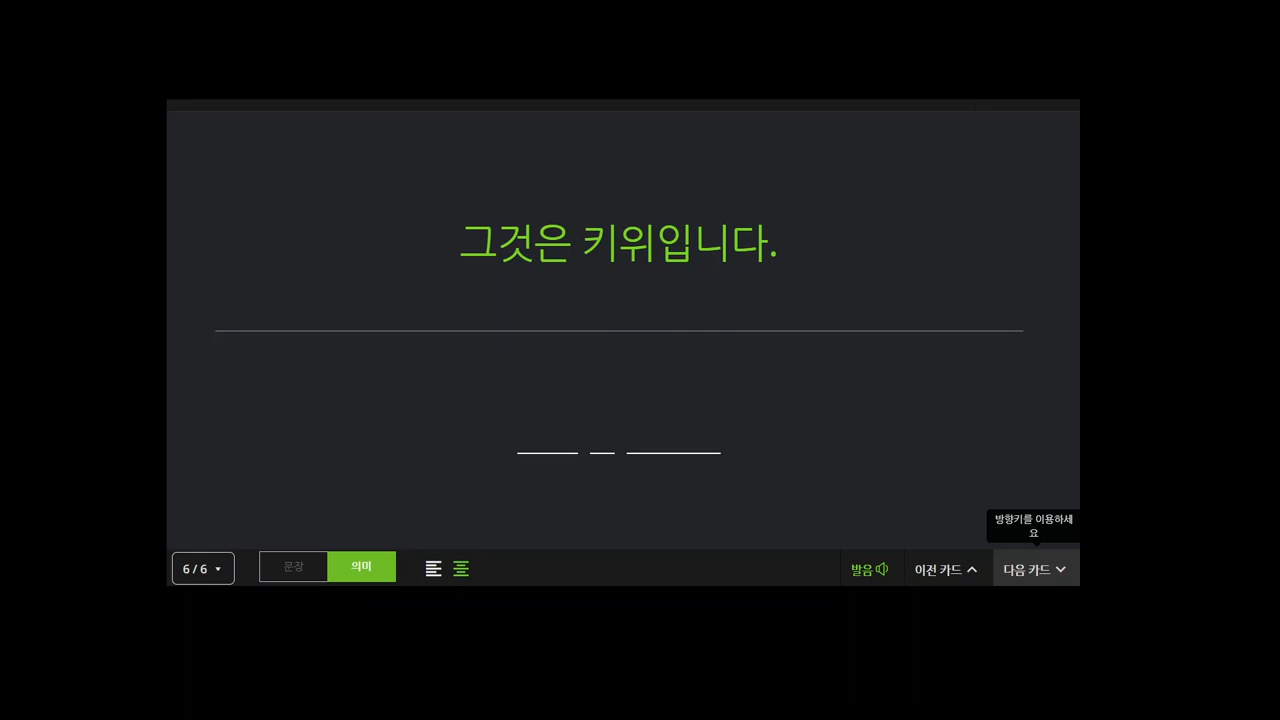 그것은 키위입니다.
방향키를 이용하세
요
6 / 6
문장
의미
발음
이전 카드
다음 카드